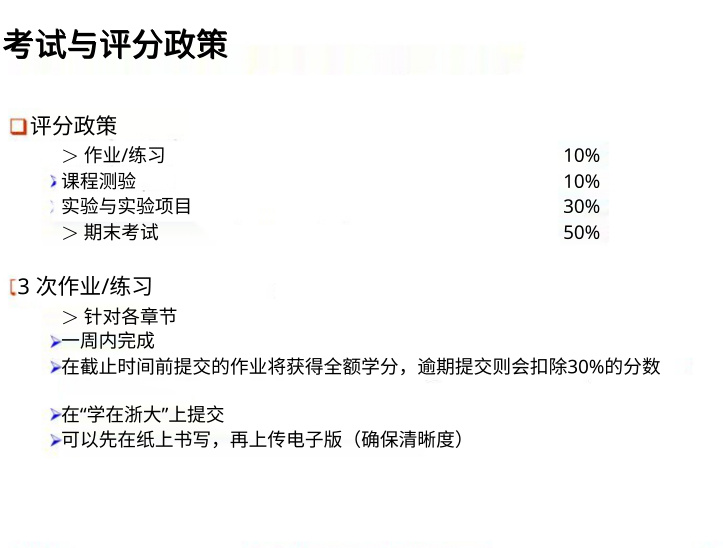 考试与评分政策
评分政策
＞ 作业/练习 10%
课程测验 10%
实验与实验项目 30%
＞ 期末考试 50%
3 次作业/练习
＞ 针对各章节
一周内完成
在截止时间前提交的作业将获得全额学分，逾期提交则会扣除30%的分数
在“学在浙大”上提交
可以先在纸上书写，再上传电子版（确保清晰度）